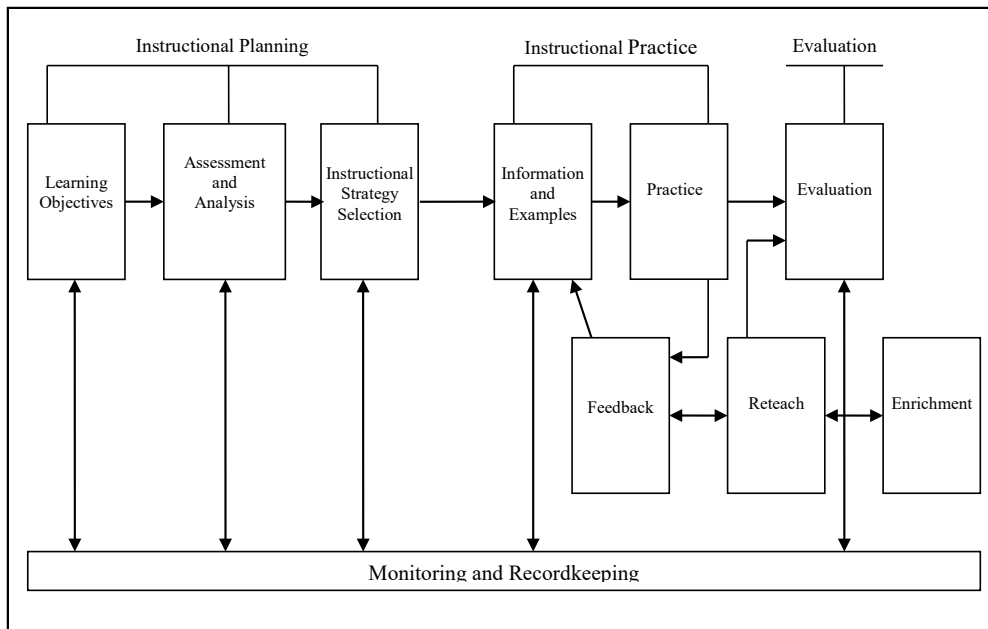 Instructional Planning
Instructional Practice
Evaluation
Learning
Objectives
Assessment
and
Analysis
Instructional
Strategy
Selection
Information
and
Examples
Practice
Evaluation
Feedback
Reteach
Enrichment
Monitoring and Recordkeeping